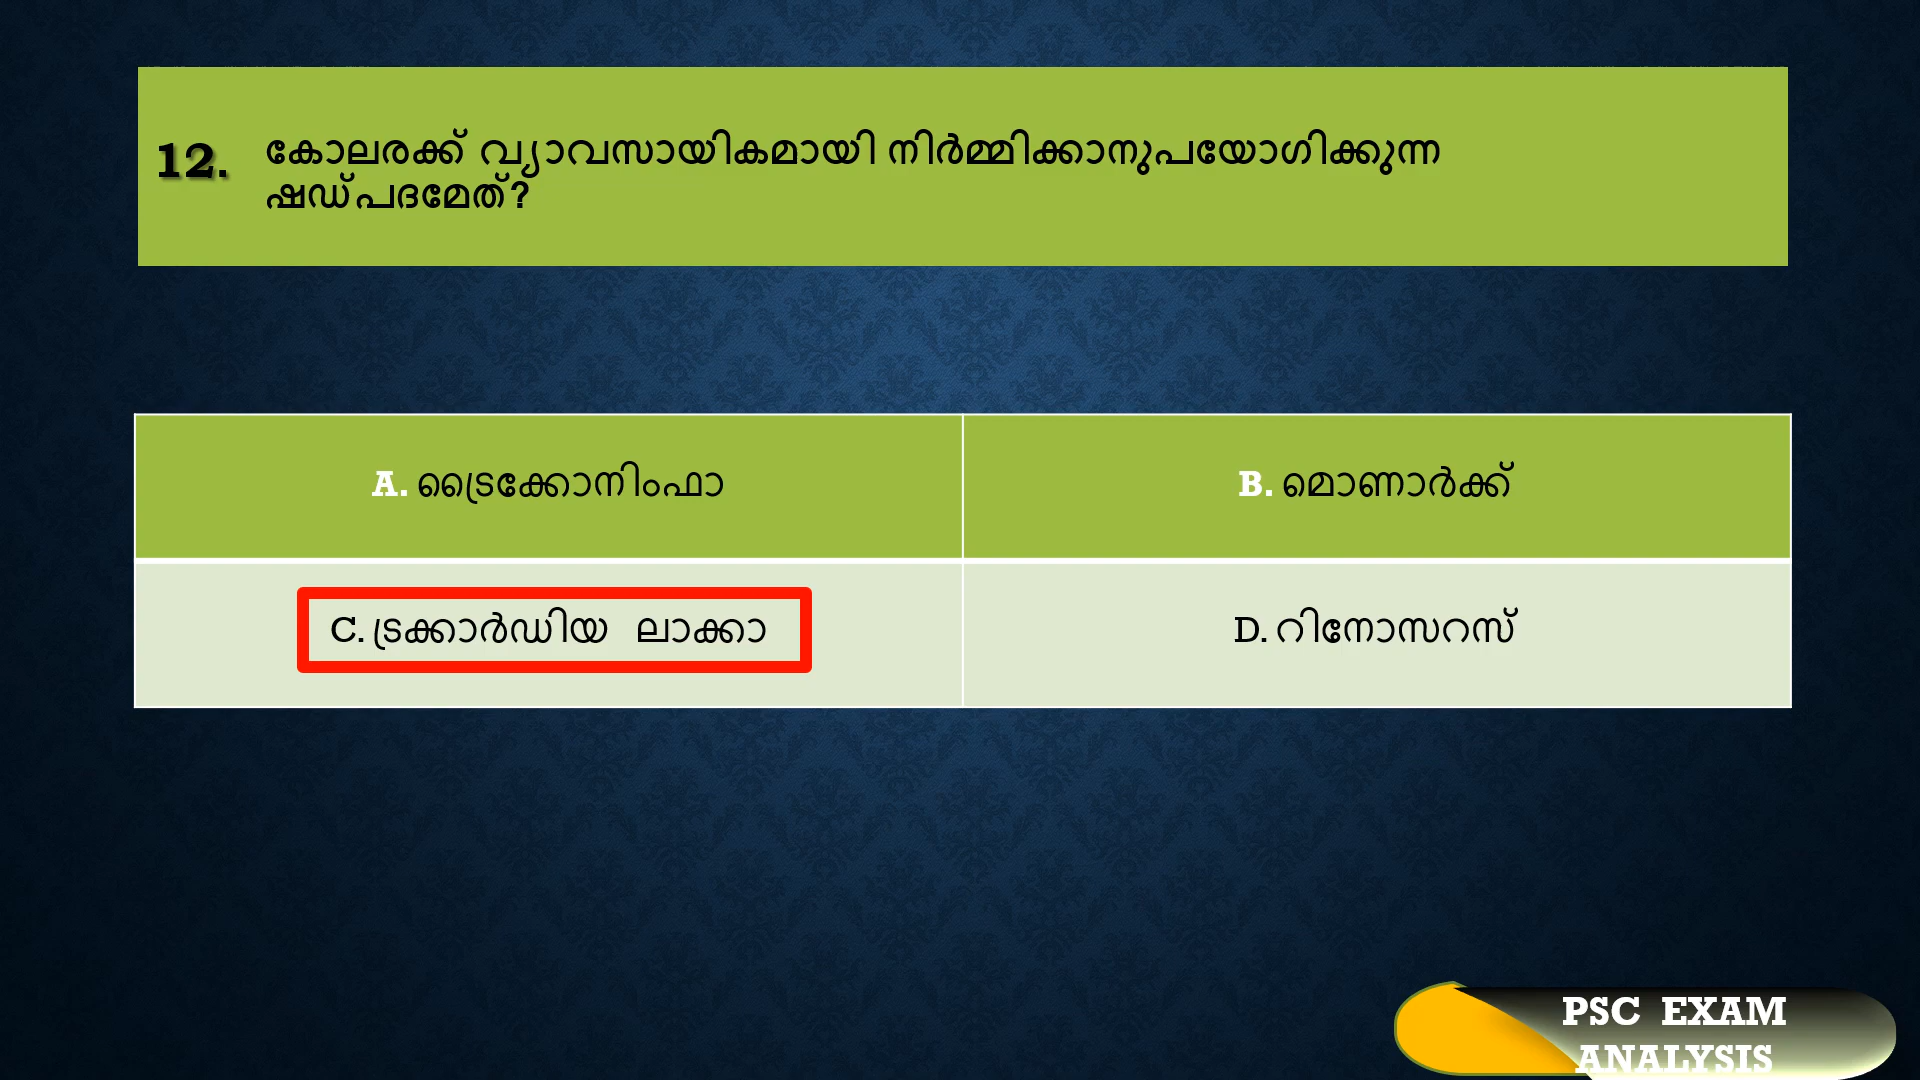 12. കോലരക്ക് വ്യാവസായികമായി നിർമ്മിക്കാനുപയോഗിക്കുന്ന
ഷഡ്പദമേത്?
A. ട്രൈക്കോനിംഫാ
B. മൊണാർക്ക്
C. ട്രക്കാർഡിയ ലാക്കാ
D. റിനോസറസ്
PSC EXAM
ANALYSIS